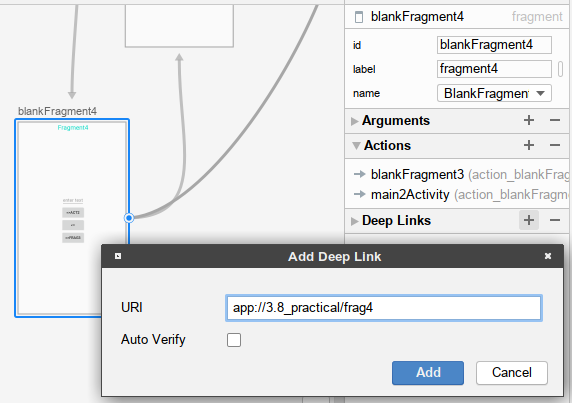 blankFragment4 fragment
id blankFragment4
label fragment4
name BlankFragment
Arguments
Actions
blankFragment3 (action_blankFrag
main2Activity (action_blankFragm
Deep Links
blankFragment4
Fragment4
enter text
Add Deep Link
URI app://3.8_practical/frag4
Auto Verify
Add Cancel